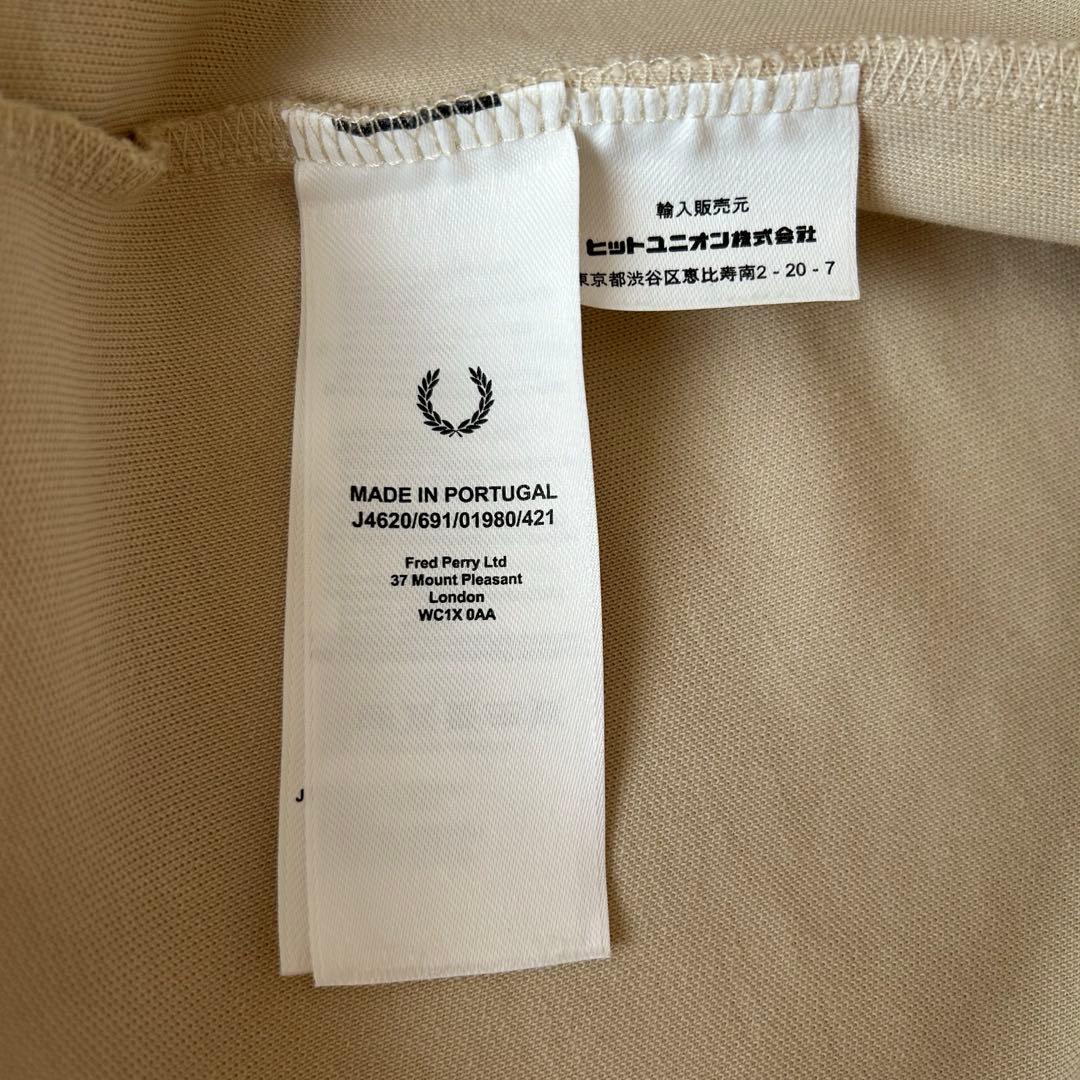 輸入販売元
ヒットユニオン株式会社
東京都渋谷区恵比寿南2-20-7
MADE IN PORTUGAL
J4620/691/01980/421
Fred Perry Ltd
37 Mount Pleasant
London
WC1X 0AA
J